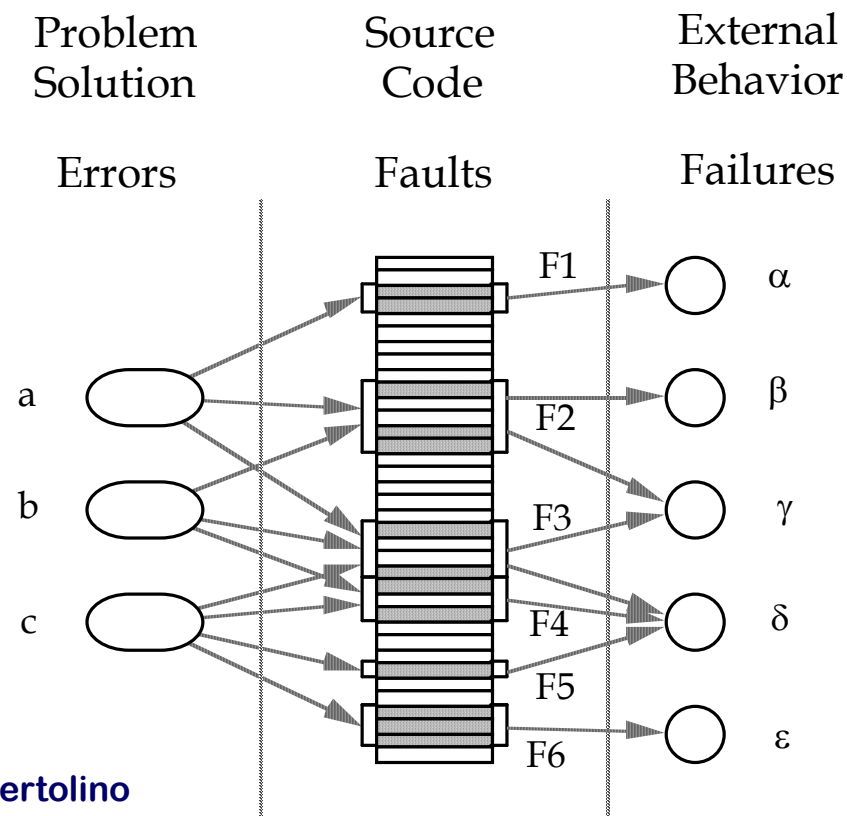 Problem
Solution
Source
Code
External
Behavior
Errors
Faults
Failures
F1
α
a
F2
β
b
F3
γ
c
F4
δ
F5
F6
ε
ertolino